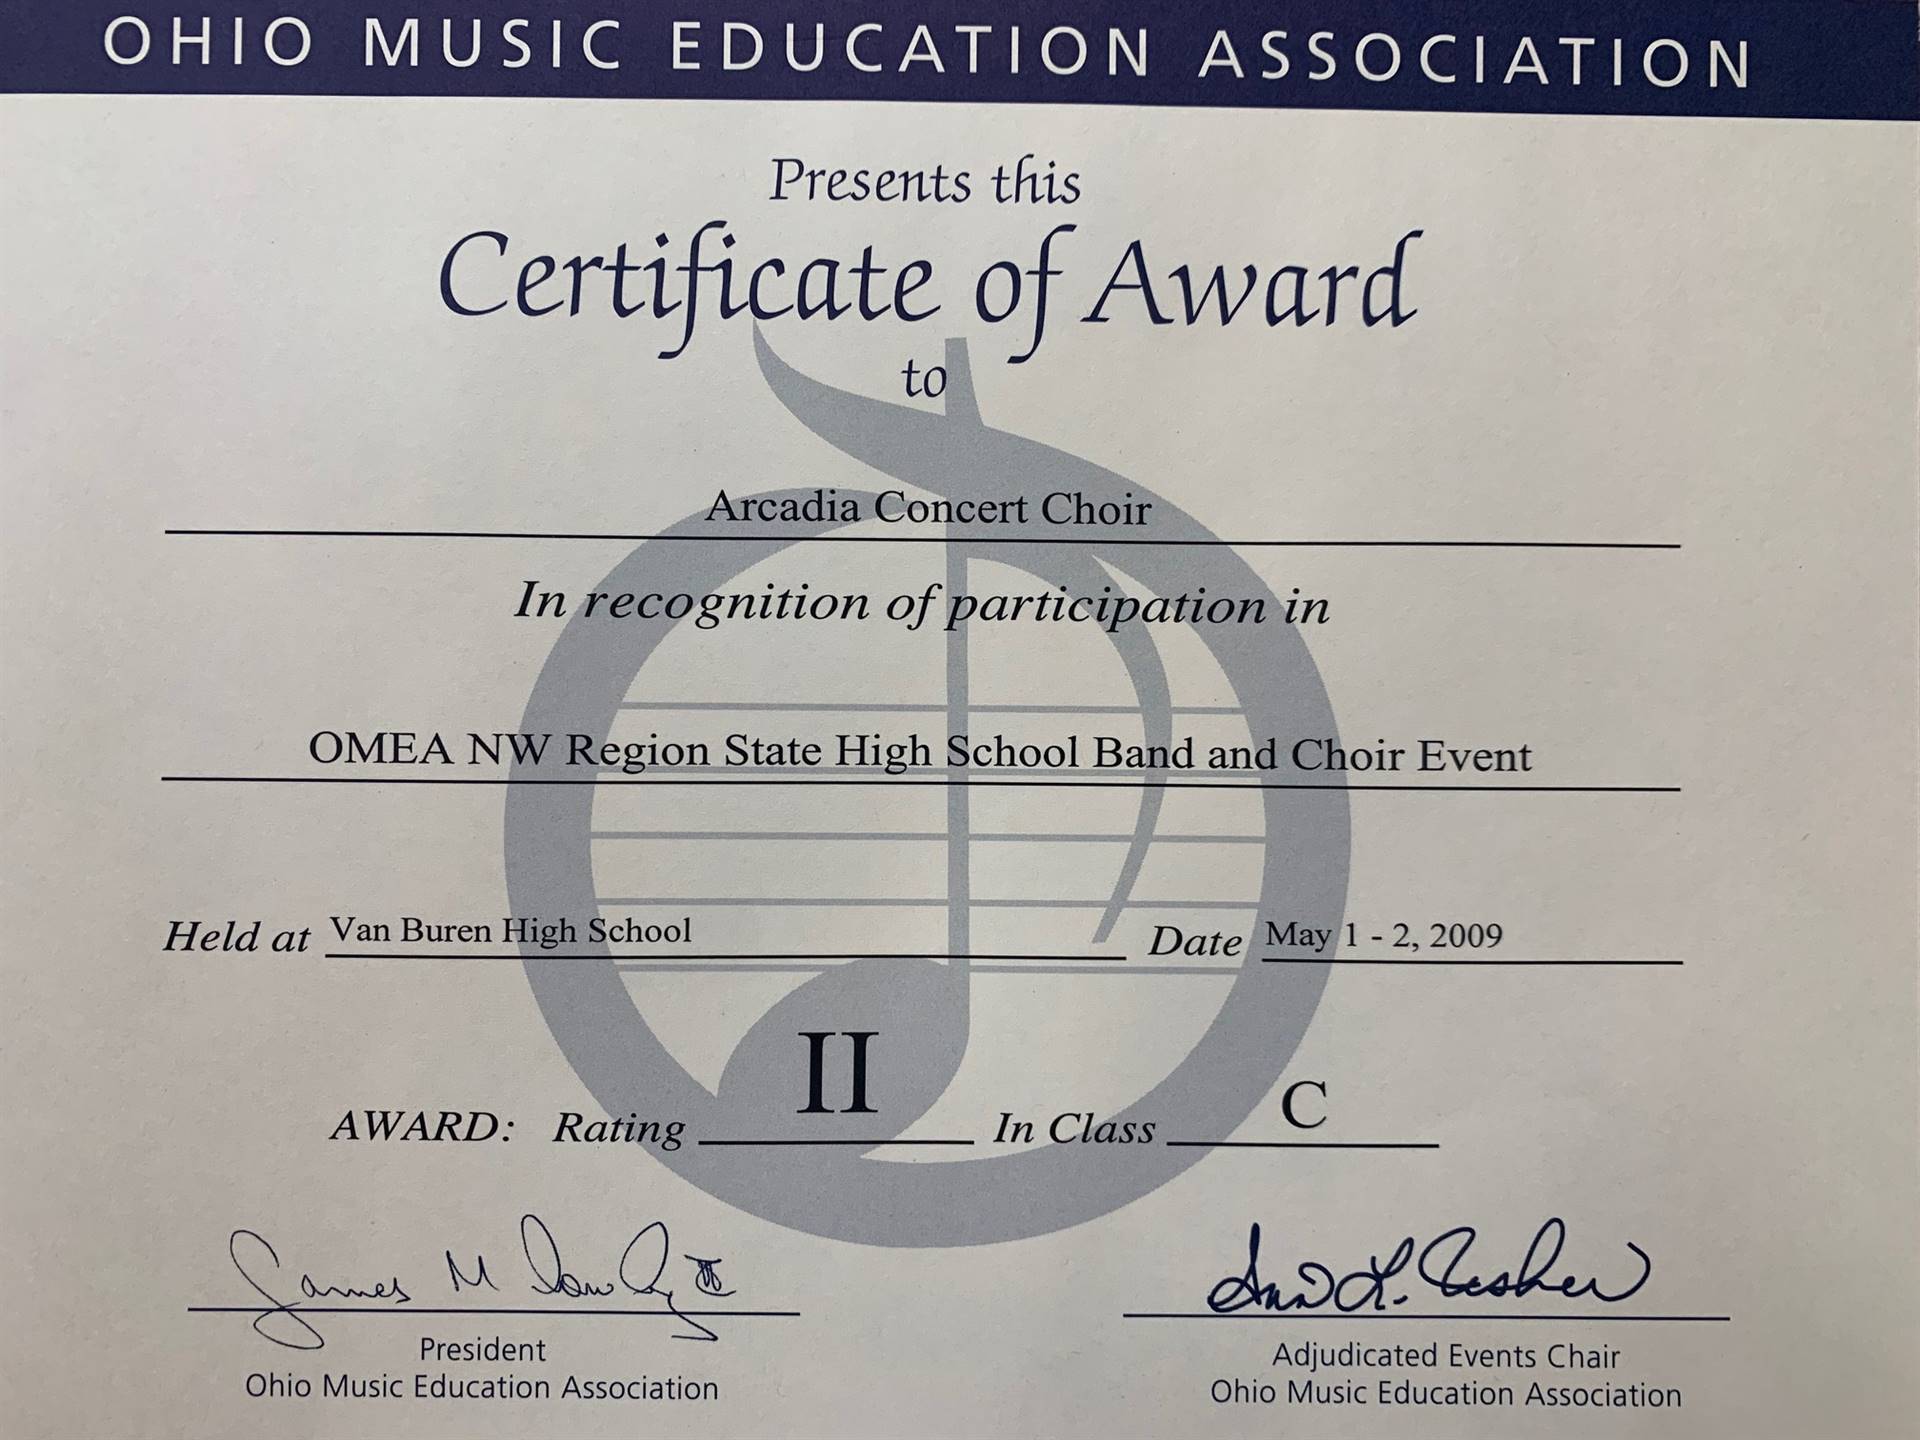 OHIO MUSIC EDUCATION ASSOCIATION
Presents this
Certificate of Award
to
Arcadia Concert Choir
In recognition of participation in
OMEA NW Region State High School Band and Choir Event
Held at Van Buren High School Date May 1 - 2, 2009
AWARD: Rating II In Class C
James M
President
Ohio Music Education Association
Adjudicated Events Chair
Ohio Music Education Association